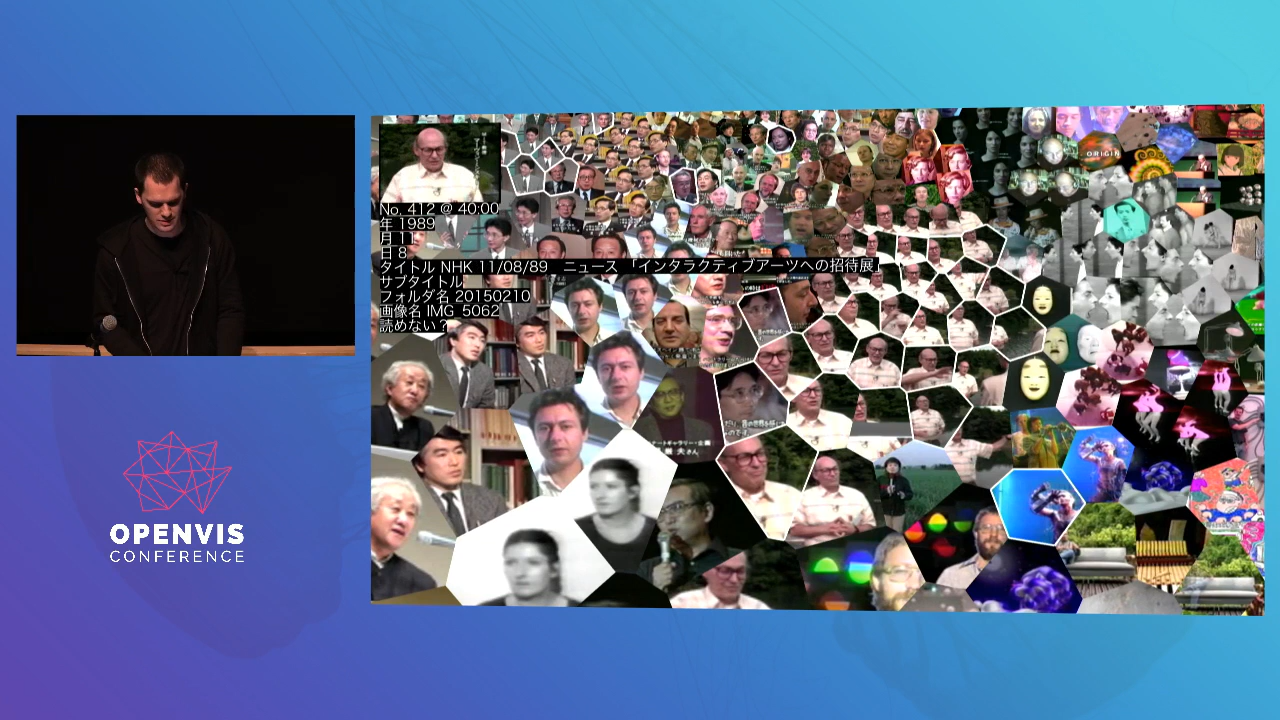 No. 412 @ 40:00
年 1989
月 11
日 8
タイトル NHK 11/08/89 ニュース 「インタラクティブアーツへの招待展」
サブタイトル
フォルダ名 20150210
画像名 IMG_5062
読めない？
ORIGIN
OPENVIS
CONFERENCE